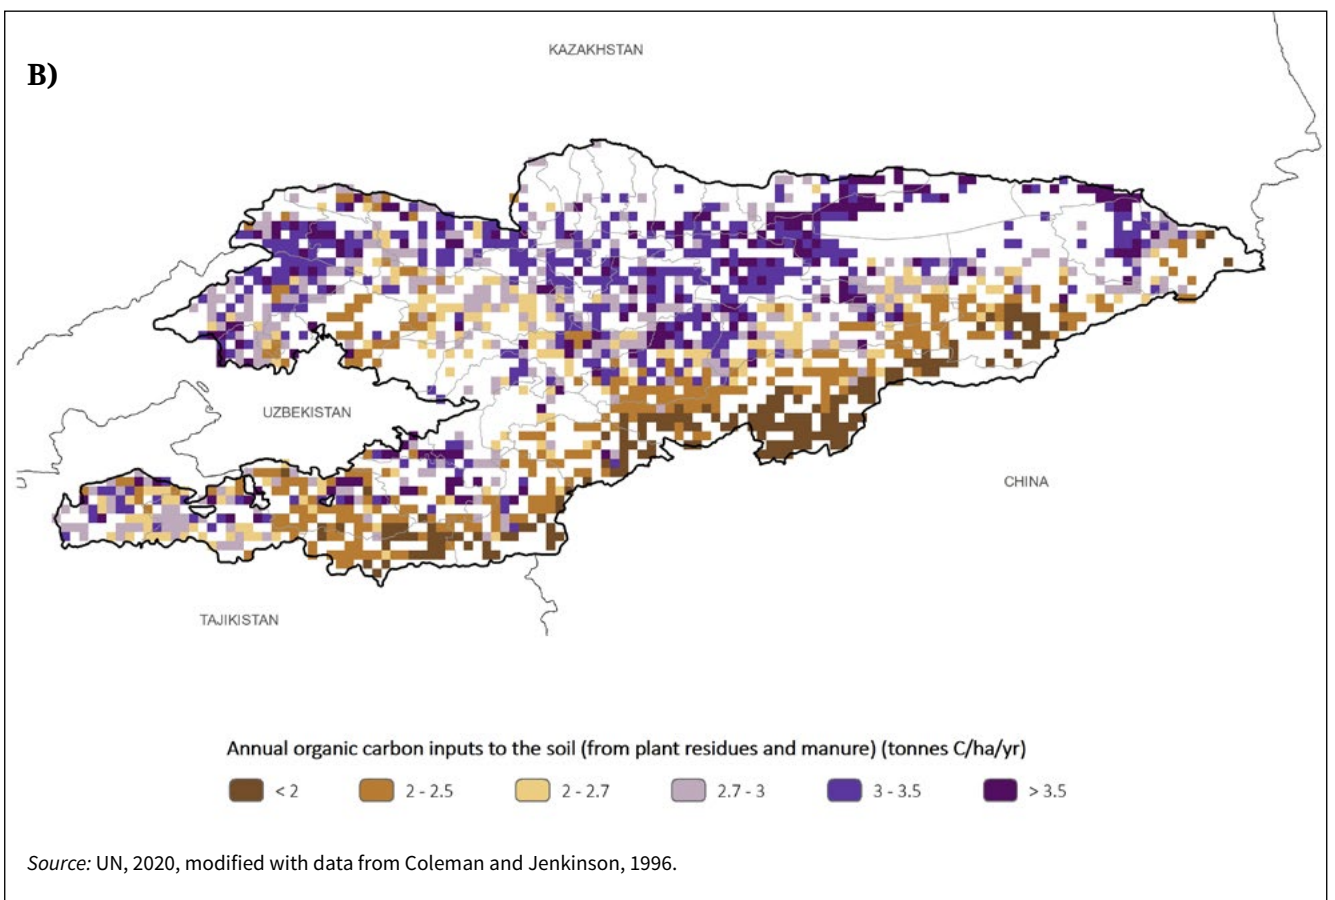 KAZAKHSTAN
B)
UZBEKISTAN
CHINA
TAJIKISTAN
Annual organic carbon inputs to the soil (from plant residues and manure) (tonnes C/ha/yr)
< 2 2 - 2.5 2 - 2.7 2.7 - 3 3 - 3.5 > 3.5
Source: UN, 2020, modified with data from Coleman and Jenkinson, 1996.